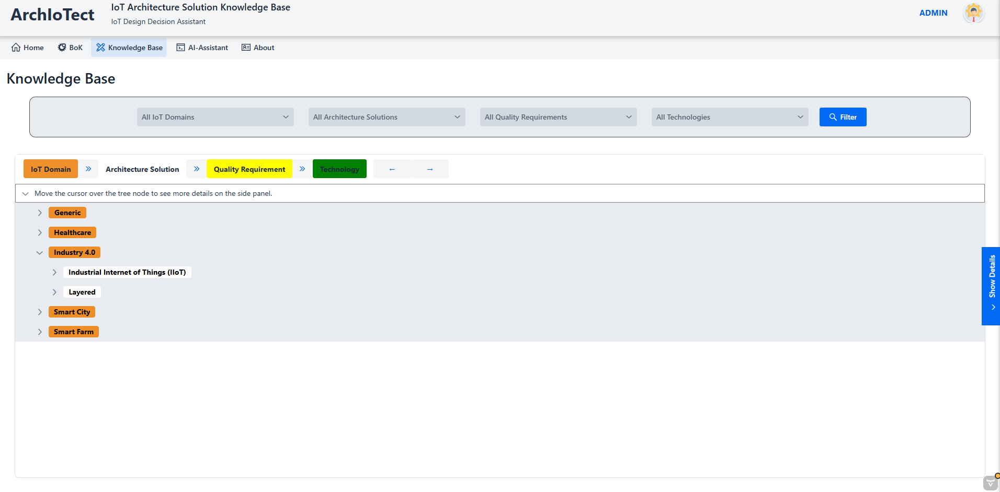 ArchIoTect
IoT Architecture Solution Knowledge Base
IoT Design Decision Assistant
ADMIN
Home
BoK
Knowledge Base
AI-Assistant
About
Knowledge Base
All IoT Domains
All Architecture Solutions
All Quality Requirements
All Technologies
Filter
IoT Domain
»
Architecture Solution
»
Quality Requirement
»
Technology
←
→
Move the cursor over the tree node to see more details on the side panel.
Generic
Healthcare
Industry 4.0
Industrial Internet of Things (IIoT)
Layered
Smart City
Smart Farm
Show Details